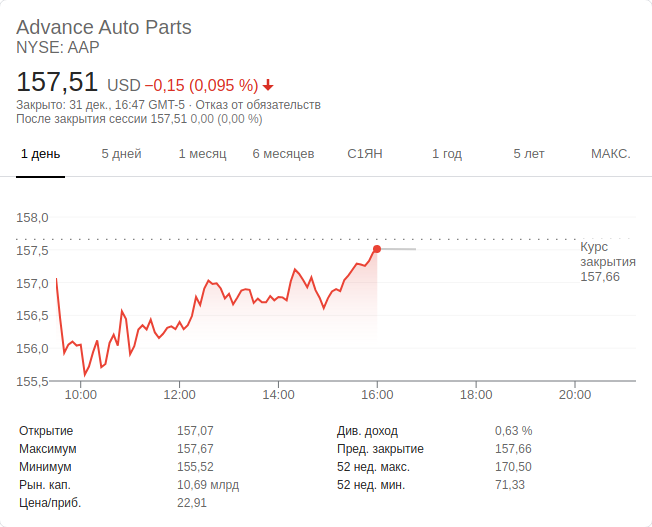 Advance Auto Parts
NYSE: AAP
157,51 USD −0,15 (0,095 %)
Закрыто: 31 дек., 16:47 GMT-5 · Отказ от обязательств
После закрытия сессии 157,51 0,00 (0,00 %)
1 день 5 дней 1 месяц 6 месяцев С1ЯН 1 год 5 лет МАКС.
158,0
157,5
157,0
156,5
156,0
155,5
Курс
закрытия
157,66
10:00 12:00 14:00 16:00 18:00 20:00
Открытие 157,07
Максимум 157,67
Минимум 155,52
Рын. кап. 10,69 млрд
Цена/приб. 22,91
Див. доход 0,63 %
Пред. закрытие 157,66
52 нед. макс. 170,50
52 нед. мин. 71,33